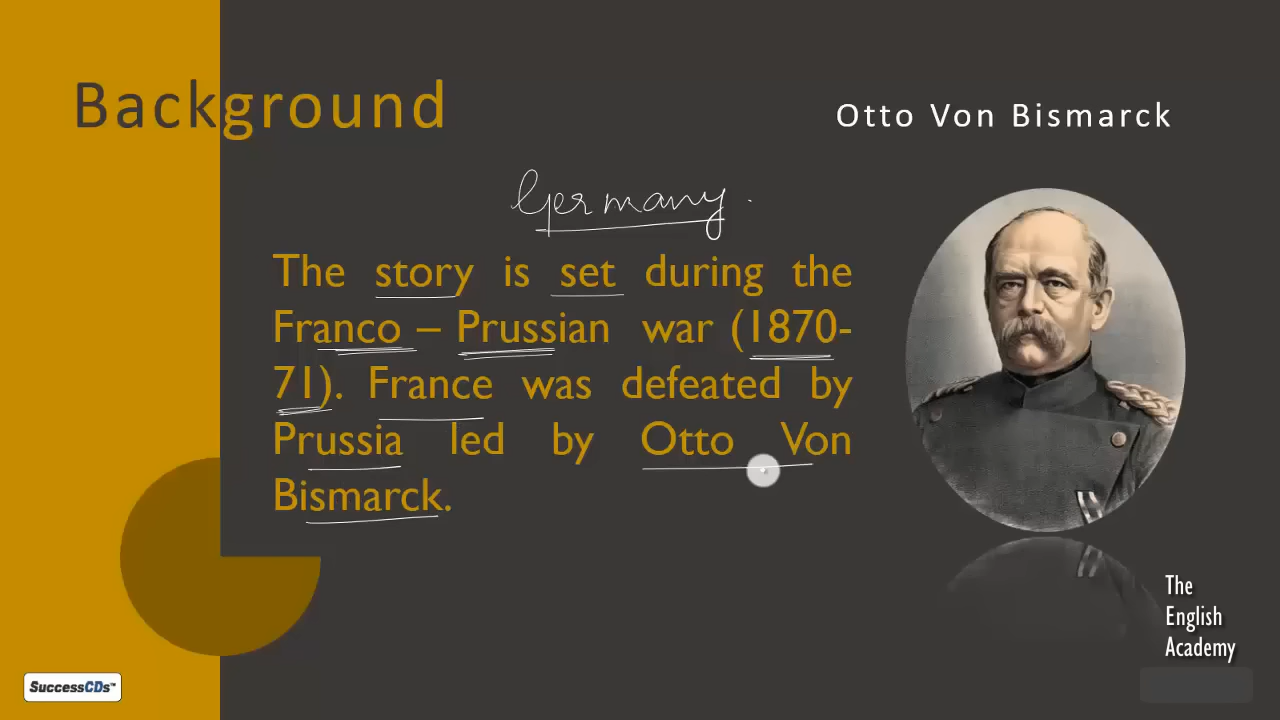 Background
Otto Von Bismarck
Germany.
The story is set during the
Franco – Prussian war (1870-
71). France was defeated by
Prussia led by Otto Von
Bismarck.
The
English
Academy
SuccessCDs™